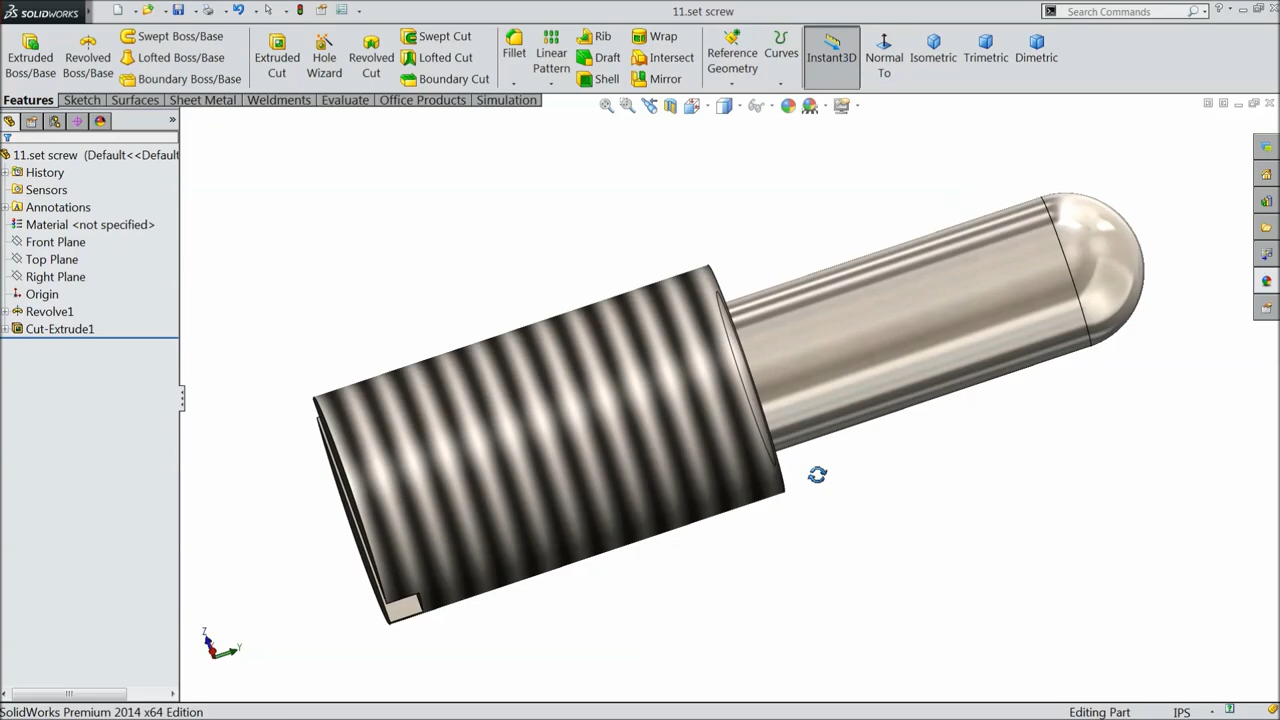 SOLIDWORKS
11.set screw
Search Commands
Extruded Boss/Base
Revolved Boss/Base
Swept Boss/Base
Lofted Boss/Base
Boundary Boss/Base
Extruded Cut
Hole Wizard
Revolved Cut
Swept Cut
Lofted Cut
Boundary Cut
Fillet
Linear Pattern
Rib
Draft
Shell
Wrap
Intersect
Mirror
Reference Geometry
Curves
Instant3D
Normal To
Isometric
Trimetric
Dimetric
Features
Sketch
Surfaces
Sheet Metal
Weldments
Evaluate
Office Products
Simulation
11.set screw (Default<<Default
History
Sensors
Annotations
Material <not specified>
Front Plane
Top Plane
Right Plane
Origin
Revolve1
Cut-Extrude1
Z
Y
SolidWorks Premium 2014 x64 Edition
Editing Part
IPS